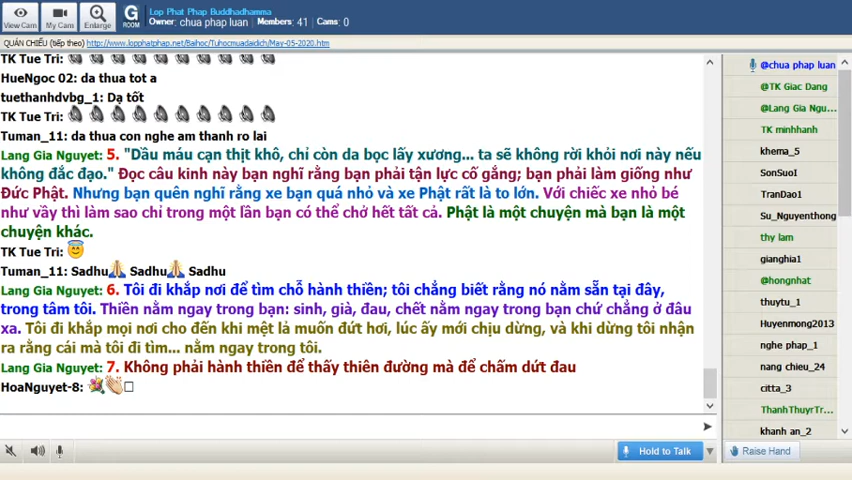 Lop Phat Phap Buddhadhamma
Owner: chua phap luan Members: 41 Cams: 0
View Cam
My Cam
Enlarge
G
ROOM
QUÁN CHIẾU (tiếp theo) http://www.lopphatphap.net/Baihoc/Tuhocmuadaidich/May-05-2020.htm
TK Tue Tri:
HueNgoc 02: da thua tot a
tuethanhdvbg_1: Dạ tốt
TK Tue Tri:
Tuman_11: da thua con nghe am thanh ro lai
Lang Gia Nguyet: 5. "Dầu máu cạn thịt khô, chỉ còn da bọc lấy xương... ta sẽ không rời khỏi nơi này nếu
không đắc đạo." Đọc câu kinh này bạn nghĩ rằng bạn phải tận lực cố gắng; bạn phải làm giống như
Đức Phật. Nhưng bạn quên nghĩ rằng xe bạn quá nhỏ và xe Phật rất là to lớn. Với chiếc xe nhỏ bé
như vầy thì làm sao chỉ trong một lần bạn có thể chở hết tất cả. Phật là một chuyện mà bạn là một
chuyện khác.
TK Tue Tri:
Tuman_11: Sadhu Sadhu Sadhu
Lang Gia Nguyet: 6. Tôi đi khắp nơi để tìm chỗ hành thiền; tôi chẳng biết rằng nó nằm sẵn tại đây,
trong tâm tôi. Thiền nằm ngay trong bạn: sinh, già, đau, chết nằm ngay trong bạn chứ chẳng ở đâu
xa. Tôi đi khắp mọi nơi cho đến khi mệt lả muốn đứt hơi, lúc ấy mới chịu dừng, và khi dừng tôi nhận
ra rằng cái mà tôi đi tìm... nằm ngay trong tôi.
Lang Gia Nguyet: 7. Không phải hành thiền để thấy thiên đường mà để chấm dứt đau
HoaNguyet-8:
@chua phap luan
@TK Giac Dang
@Lang Gia Ngu...
TK minhhanh
khema_5
SonSuoI
TranDao1
Su_Nguyenthong
thy lam
gianghia1
@hongnhat
thuytu_1
Huyenmong2013
nghe phap_1
nang chieu_24
citta_3
ThanhThuyrTr...
khanh an_2
Hold to Talk
Raise Hand